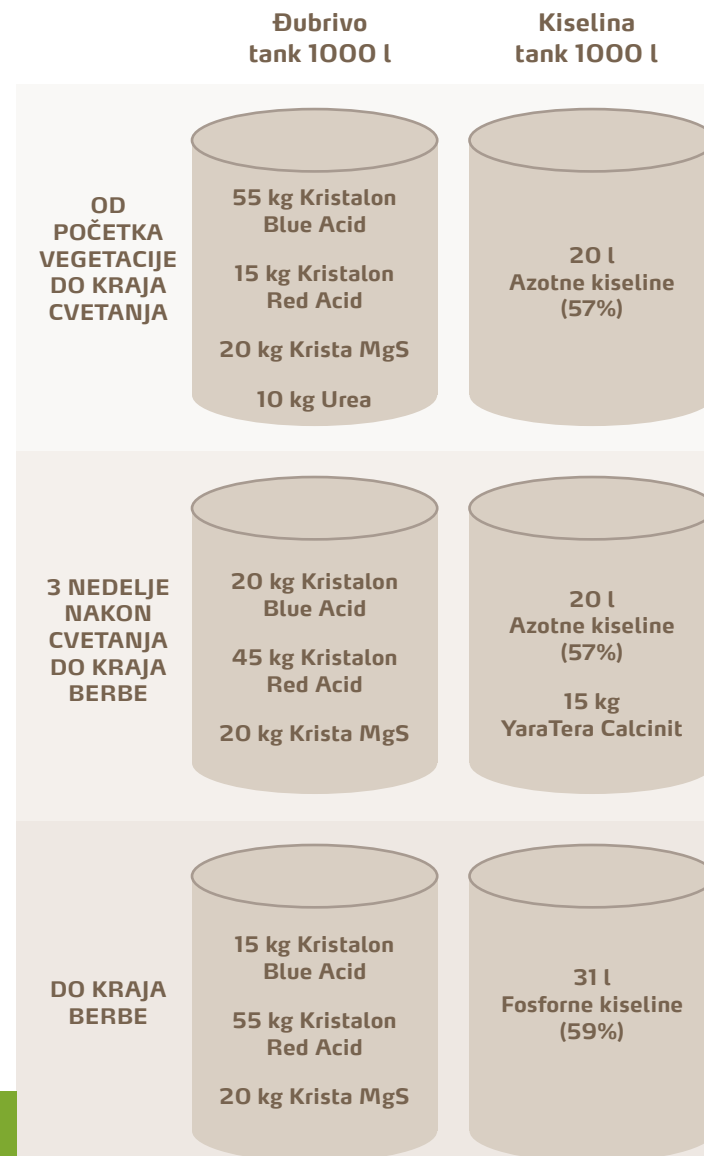 Đubrivo
tank 1000 l
Kiselina
tank 1000 l
OD
POČETKA
VEGETACIJE
DO KRAJA
CVETANJA
55 kg Kristalon
Blue Acid
15 kg Kristalon
Red Acid
20 kg Krista MgS
10 kg Urea
20 l
Azotne kiseline
(57%)
3 NEDELJE
NAKON
CVETANJA
DO KRAJA
BERBE
20 kg Kristalon
Blue Acid
45 kg Kristalon
Red Acid
20 kg Krista MgS
20 l
Azotne kiseline
(57%)
15 kg
YaraTera Calcinit
DO KRAJA
BERBE
15 kg Kristalon
Blue Acid
55 kg Kristalon
Red Acid
20 kg Krista MgS
31 l
Fosforne kiseline
(59%)